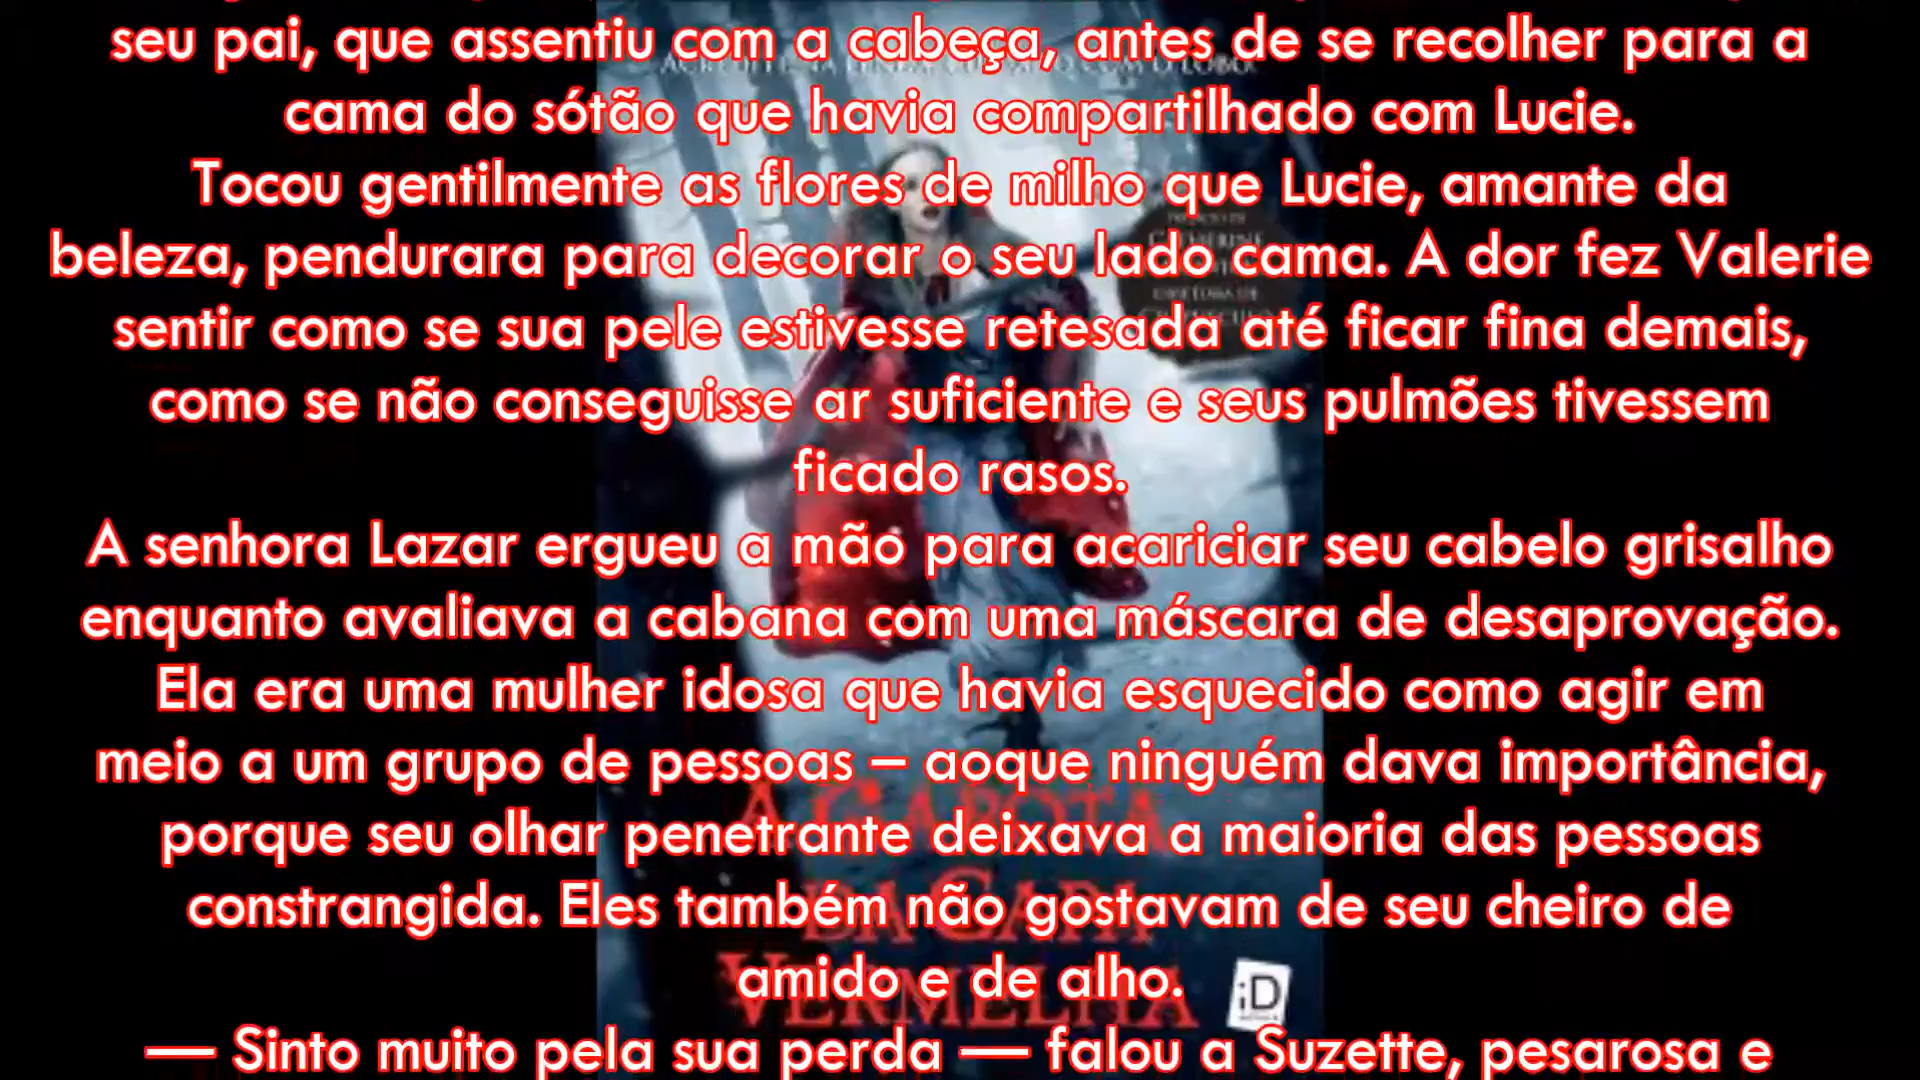 seu pai, que assentiu com a cabeça, antes de se recolher para a
cama do sótão que havia compartilhado com Lucie.
Tocou gentilmente as flores de milho que Lucie, amante da
beleza, pendurara para decorar o seu lado cama. A dor fez Valerie
sentir como se sua pele estivesse retesada até ficar fina demais,
como se não conseguisse ar suficiente e seus pulmões tivessem
ficado rasos.
A senhora Lazar ergueu a mão para acariciar seu cabelo grisalho
enquanto avaliava a cabana com uma máscara de desaprovação.
Ela era uma mulher idosa que havia esquecido como agir em
meio a um grupo de pessoas – aoque ninguém dava importância,
porque seu olhar penetrante deixava a maioria das pessoas
constrangida. Eles também não gostavam de seu cheiro de
amido e de alho.
— Sinto muito pela sua perda — falou a Suzette, pesarosa e
A GAROTA
DA CAPA
VERMELHA
iD